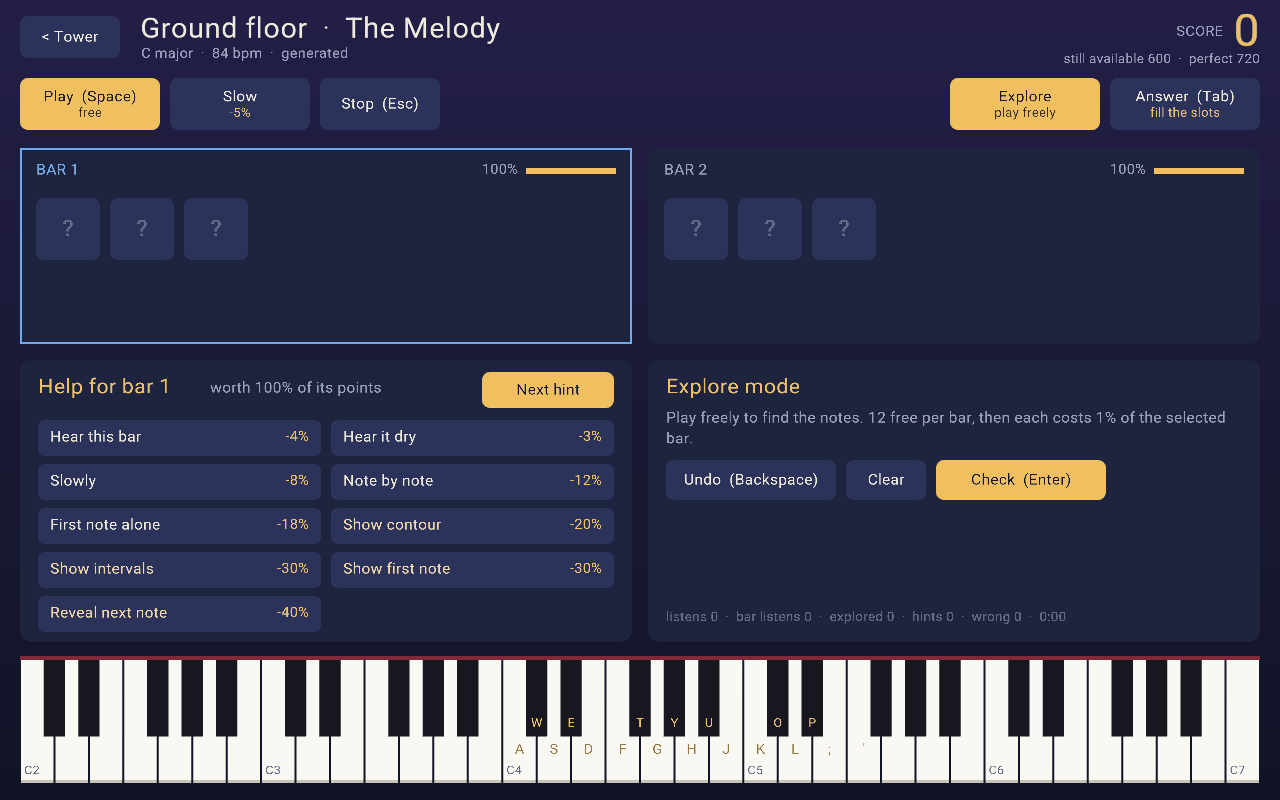 < Tower
Ground floor · The Melody
C major · 84 bpm · generated
SCORE 0
still available 600 · perfect 720
Play (Space)
free
Slow
-5%
Stop (Esc)
Explore
play freely
Answer (Tab)
fill the slots
BAR 1
100%
? ? ?
BAR 2
100%
? ? ?
Help for bar 1
worth 100% of its points
Next hint
Hear this bar -4%
Hear it dry -3%
Slowly -8%
Note by note -12%
First note alone -18%
Show contour -20%
Show intervals -30%
Show first note -30%
Reveal next note -40%
Explore mode
Play freely to find the notes. 12 free per bar, then each costs 1% of the selected
bar.
Undo (Backspace)
Clear
Check (Enter)
listens 0 · bar listens 0 · explored 0 · hints 0 · wrong 0 · 0:00
W E T Y U O P
A S D F G H J K L ; '
C2 C3 C4 C5 C6 C7